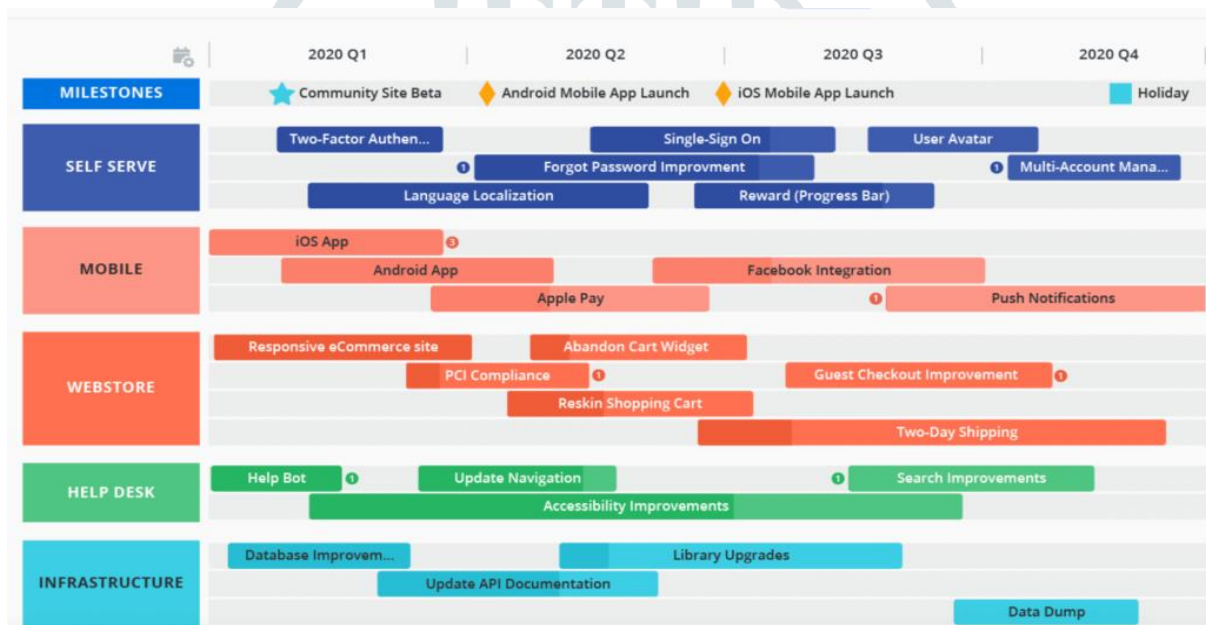 2020 Q1 2020 Q2 2020 Q3 2020 Q4
MILESTONES Community Site Beta Android Mobile App Launch iOS Mobile App Launch Holiday
Two-Factor Authen... Single-Sign On User Avatar
SELF SERVE 1 Forgot Password Improvment 1 Multi-Account Mana...
Language Localization Reward (Progress Bar)
iOS App 3
MOBILE Android App Facebook Integration
Apple Pay 1 Push Notifications
Responsive eCommerce site Abandon Cart Widget
WEBSTORE PCI Compliance 1 Guest Checkout Improvement 1
Reskin Shopping Cart
Two-Day Shipping
Help Bot 1 Update Navigation 1 Search Improvements
HELP DESK Accessibility Improvements
Database Improvem... Library Upgrades
INFRASTRUCTURE Update API Documentation
Data Dump